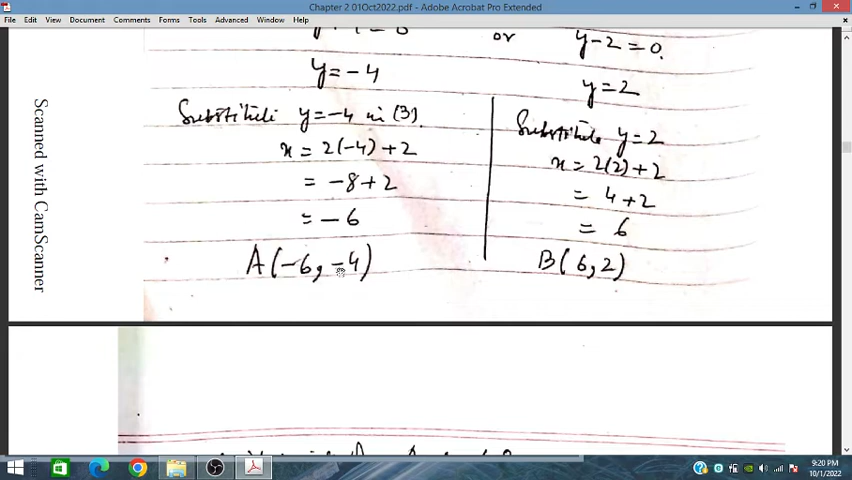 Chapter 2 01Oct2022.pdf - Adobe Acrobat Pro Extended
File Edit View Document Comments Forms Tools Advanced Window Help
or
y-2=0.
y=-4
y=2
Substitute y=-4 in (3).
x = 2(-4)+2
= -8+2
= -6
A(-6, -4)
Substitute y=2
x = 2(2)+2
= 4+2
= 6
B(6,2)
Scanned with CamScanner
9:20 PM
10/1/2022